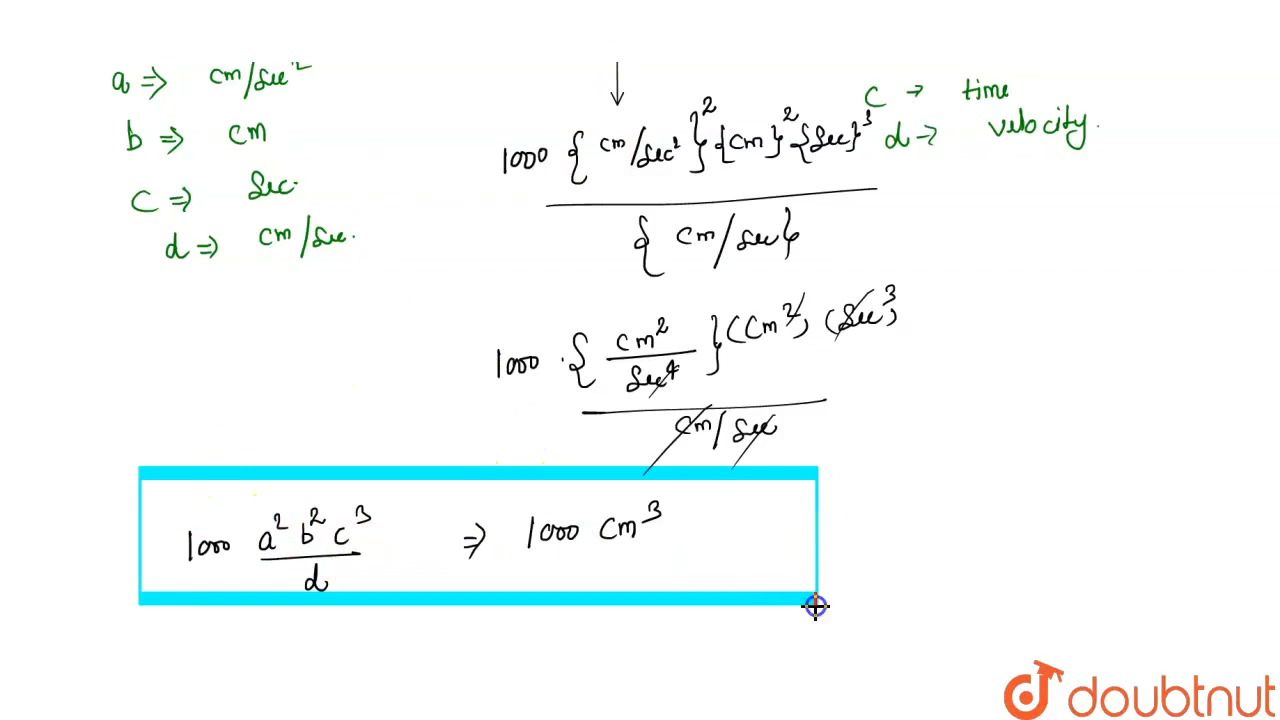 a ⇒ cm/sec²
b ⇒ cm
c ⇒ Sec.
d ⇒ cm/sec.
↓
c → time
d → velocity.
1000 { cm/sec² }² {cm}² {sec}³
{ cm/sec }
1000 · { cm² / sec⁴ } (cm²) (sec³)
cm/sec
1000 a² b² c³ / d ⇒ 1000 cm³
doubtnut